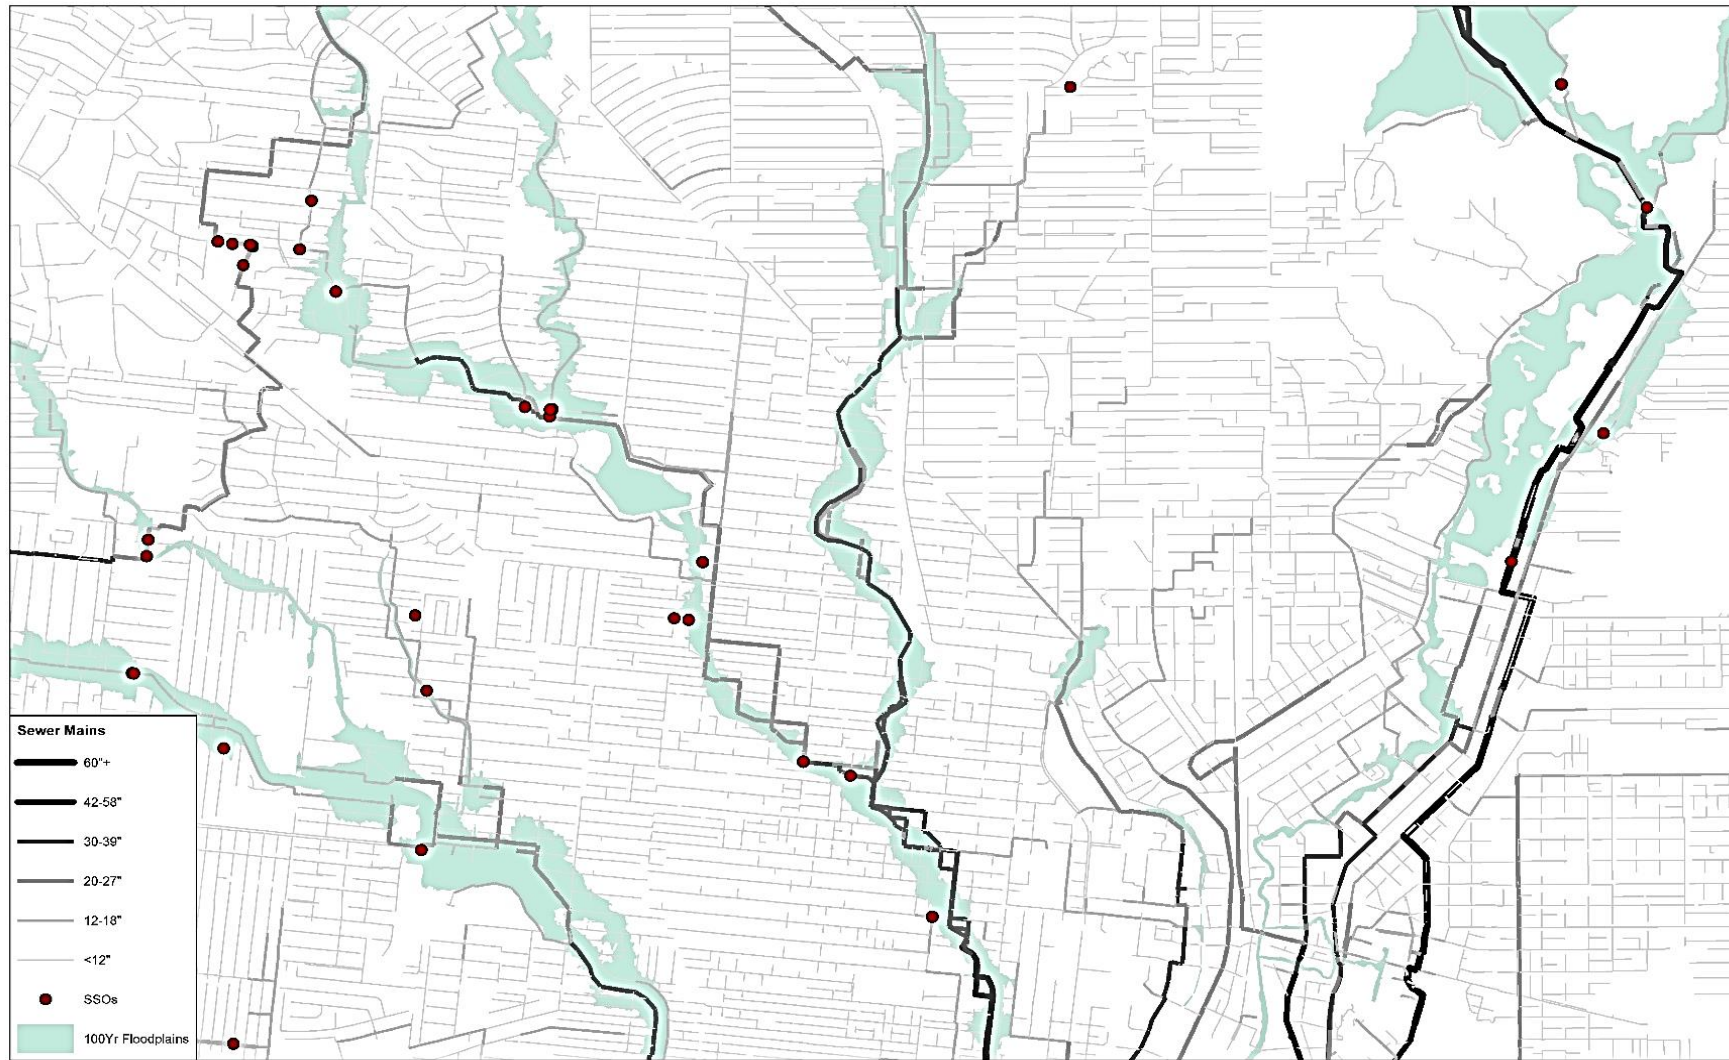 Sewer Mains
60"+
42-58"
30-39"
20-27"
12-18"
<12"
SSOs
100Yr Floodplains